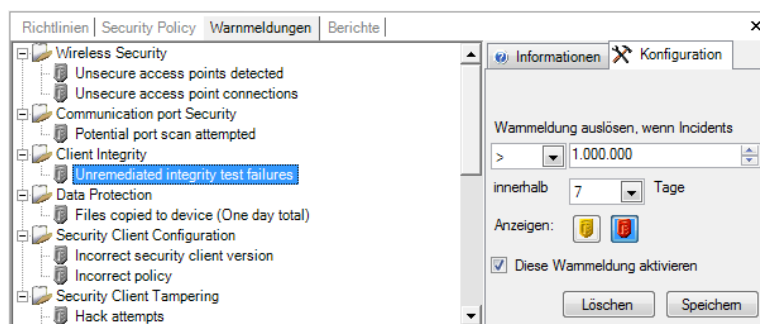 Richtlinien Security Policy Warnmeldungen Berichte
Wireless Security
Unsecure access points detected
Unsecure access point connections
Communication port Security
Potential port scan attempted
Client Integrity
Unremediated integrity test failures
Data Protection
Files copied to device (One day total)
Security Client Configuration
Incorrect security client version
Incorrect policy
Security Client Tampering
Hack attempts
Informationen Konfiguration
Warnmeldung auslösen, wenn Incidents
> 1.000.000
innerhalb 7 Tage
Anzeigen:
Diese Warnmeldung aktivieren
Löschen Speichern